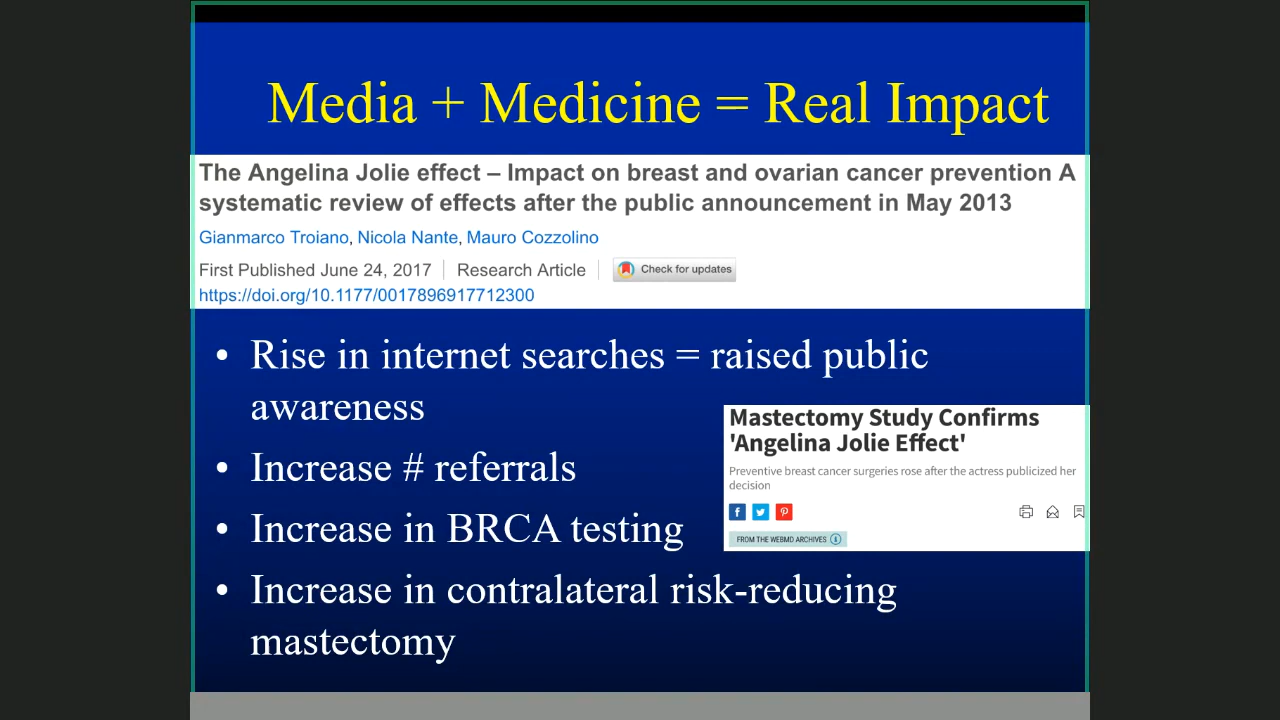 Media + Medicine = Real Impact
The Angelina Jolie effect – Impact on breast and ovarian cancer prevention A
systematic review of effects after the public announcement in May 2013
Gianmarco Troiano, Nicola Nante, Mauro Cozzolino
First Published June 24, 2017 Research Article Check for updates
https://doi.org/10.1177/0017896917712300
• Rise in internet searches = raised public
awareness
• Increase # referrals
• Increase in BRCA testing
• Increase in contralateral risk-reducing
mastectomy
Mastectomy Study Confirms
'Angelina Jolie Effect'
Preventive breast cancer surgeries rose after the actress publicized her
decision
FROM THE WEBMD ARCHIVES